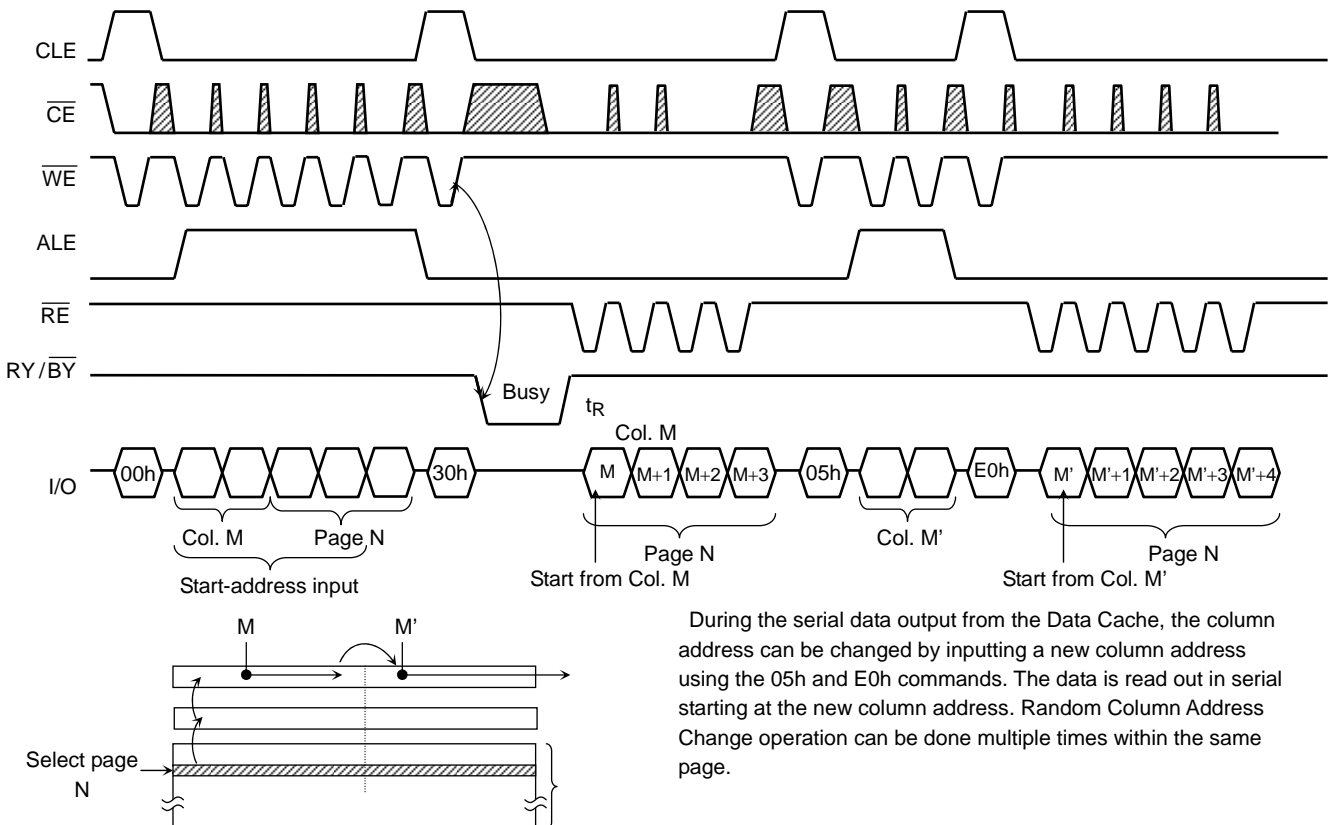 CLE
CE
WE
ALE
RE
RY/BY
Busy
tR
Col. M
I/O
00h
30h
M
M+1
M+2
M+3
05h
E0h
M'
M'+1
M'+2
M'+3
M'+4
Col. M
Page N
Col. M’
Page N
Page N
Start-address input
Start from Col. M
Start from Col. M’
M
M’
Select page
N
During the serial data output from the Data Cache, the column
address can be changed by inputting a new column address
using the 05h and E0h commands. The data is read out in serial
starting at the new column address. Random Column Address
Change operation can be done multiple times within the same
page.